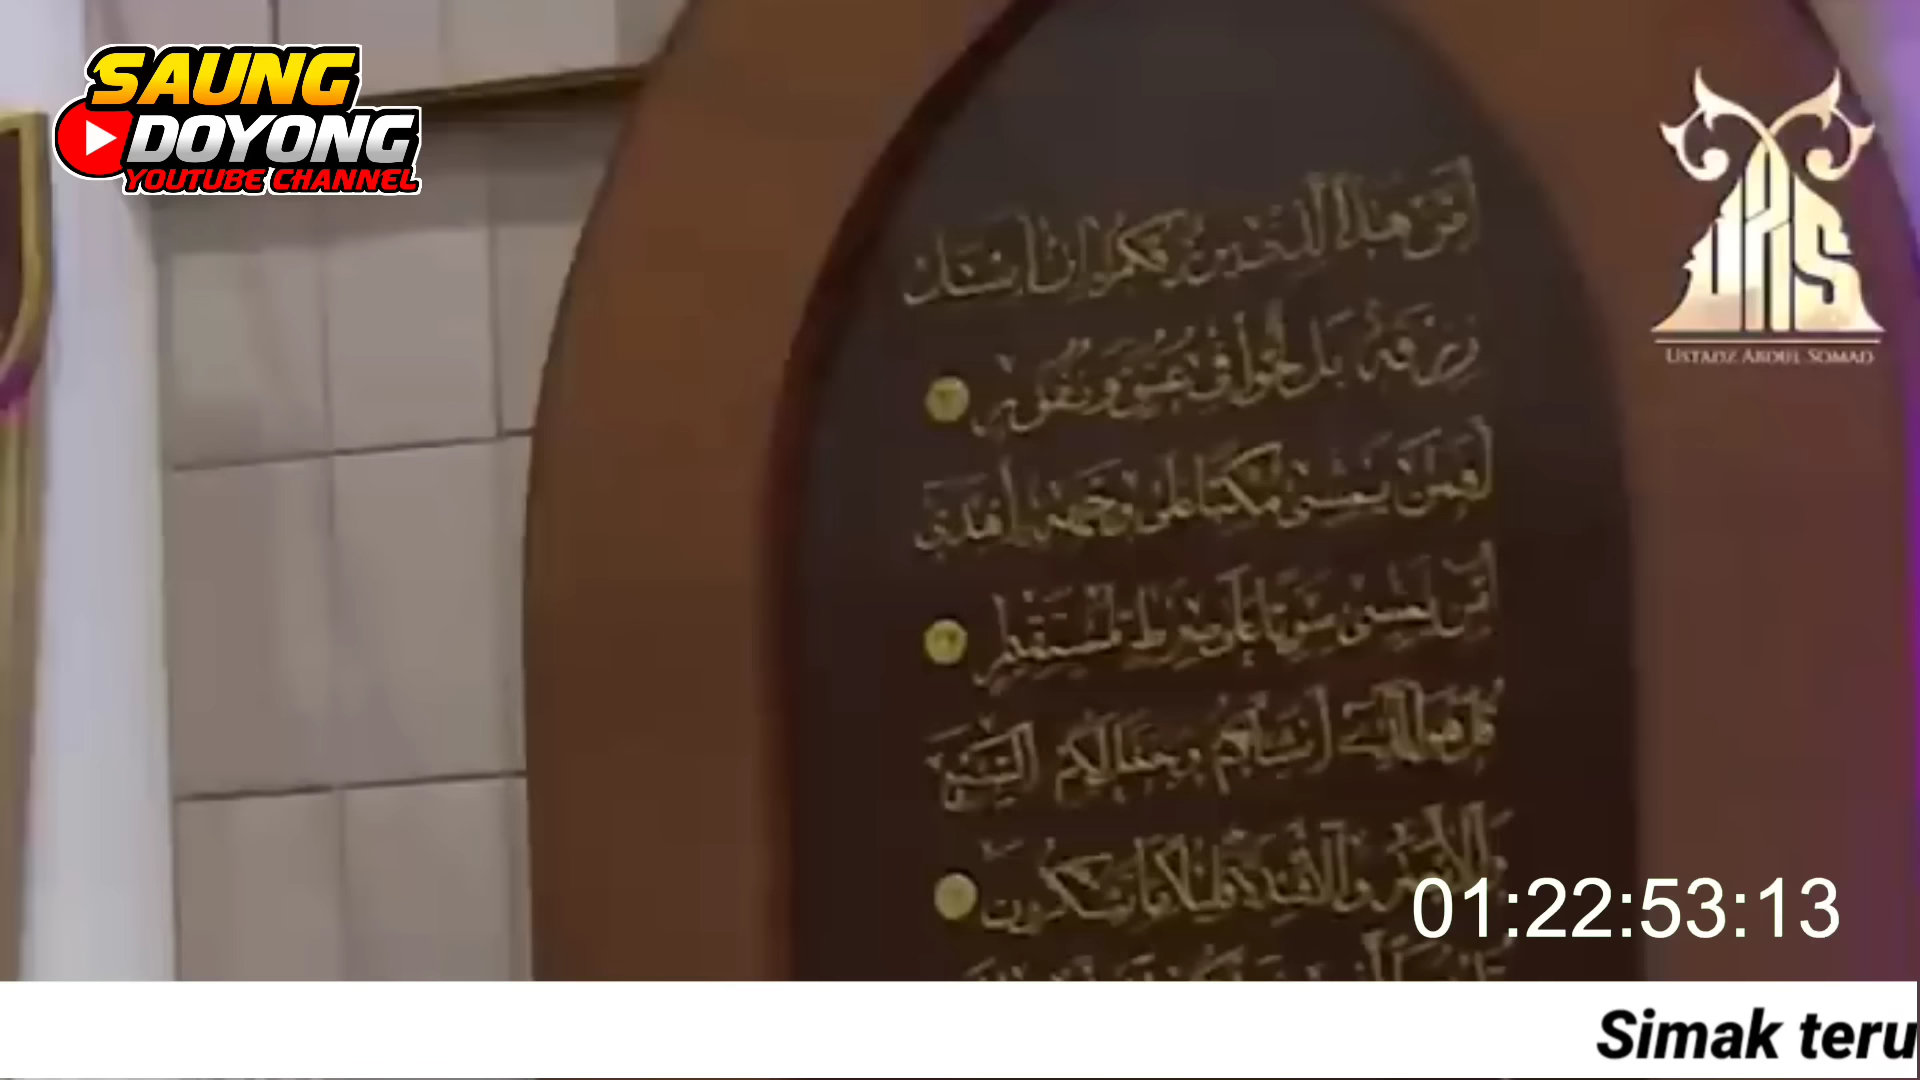 SAUNG
DOYONG
YOUTUBE CHANNEL
UAS
USTADZ ABDUL SOMAD
أمن هذا الذي يرزقكم إن أمسك
رزقه بل لجوا في عتو ونفور
أفمن يمشي مكبا على وجهه أهدى
أمن يمشي سويا على صراط مستقيم
قل هو الذي أنشأكم وجعل لكم السمع
والأبصار والأفئدة قليلا ما تشكرون
01:22:53:13
Simak teru